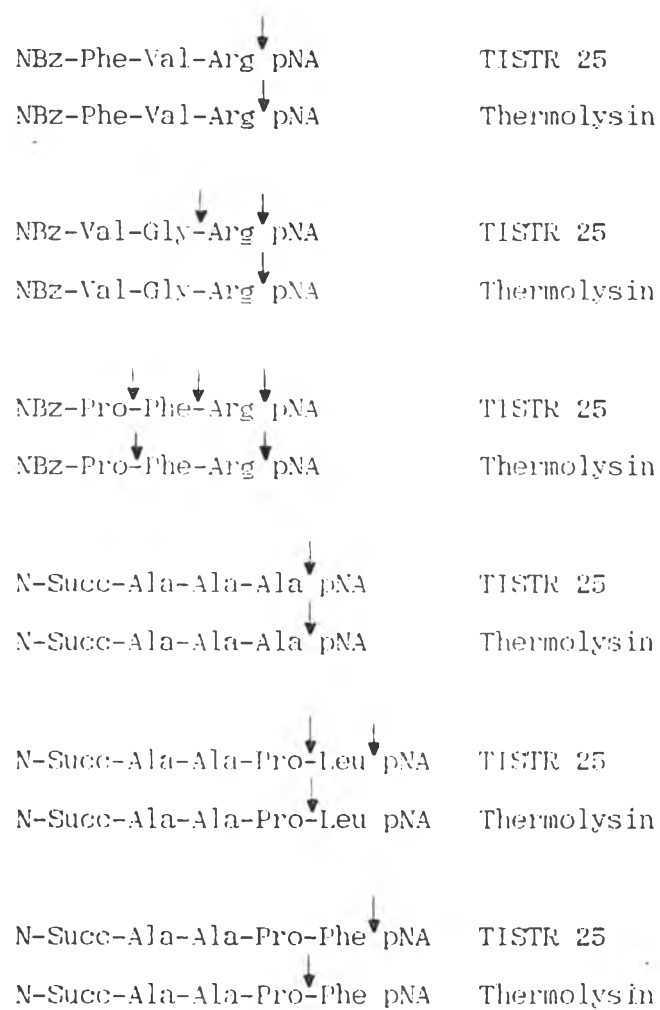 NBz-Phe-Val-Arg pNA TISTR 25
NBz-Phe-Val-Arg pNA Thermolysin
NBz-Val-Gly-Arg pNA TISTR 25
NBz-Val-Gly-Arg pNA Thermolysin
NBz-Pro-Phe-Arg pNA TISTR 25
NBz-Pro-Phe-Arg pNA Thermolysin
N-Succ-Ala-Ala-Ala pNA TISTR 25
N-Succ-Ala-Ala-Ala pNA Thermolysin
N-Succ-Ala-Ala-Pro-Leu pNA TISTR 25
N-Succ-Ala-Ala-Pro-Leu pNA Thermolysin
N-Succ-Ala-Ala-Pro-Phe pNA TISTR 25
N-Succ-Ala-Ala-Pro-Phe pNA Thermolysin